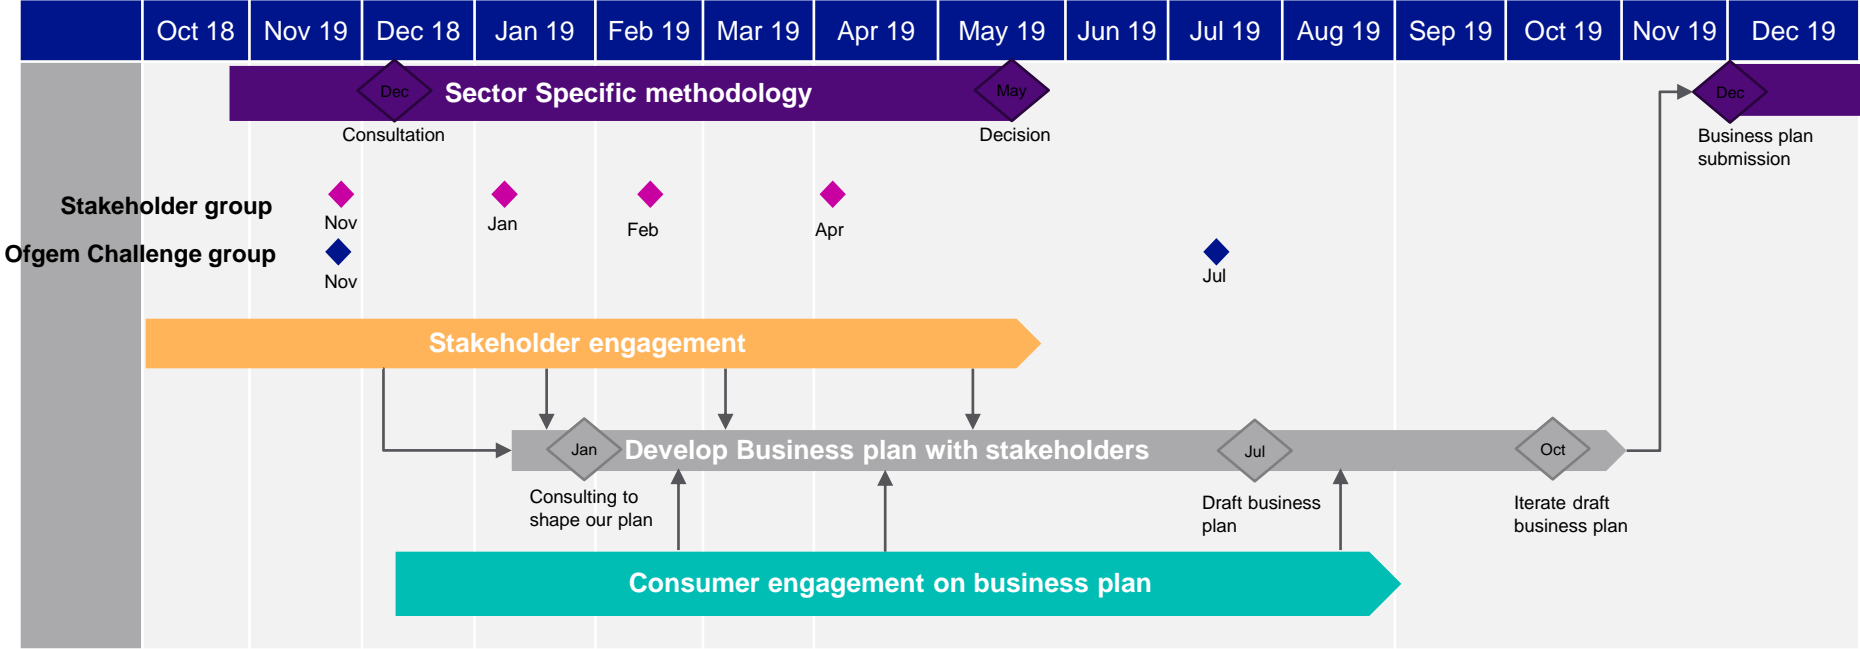 Oct 18 Nov 19 Dec 18 Jan 19 Feb 19 Mar 19 Apr 19 May 19 Jun 19 Jul 19 Aug 19 Sep 19 Oct 19 Nov 19 Dec 19
Dec Sector Specific methodology May Dec
Consultation Decision Business plan
submission
Stakeholder group
Nov Jan Feb Apr
Ofgem Challenge group
Nov Jul
Stakeholder engagement
Jan Develop Business plan with stakeholders Jul Oct
Consulting to
shape our plan
Draft business
plan
Iterate draft
business plan
Consumer engagement on business plan